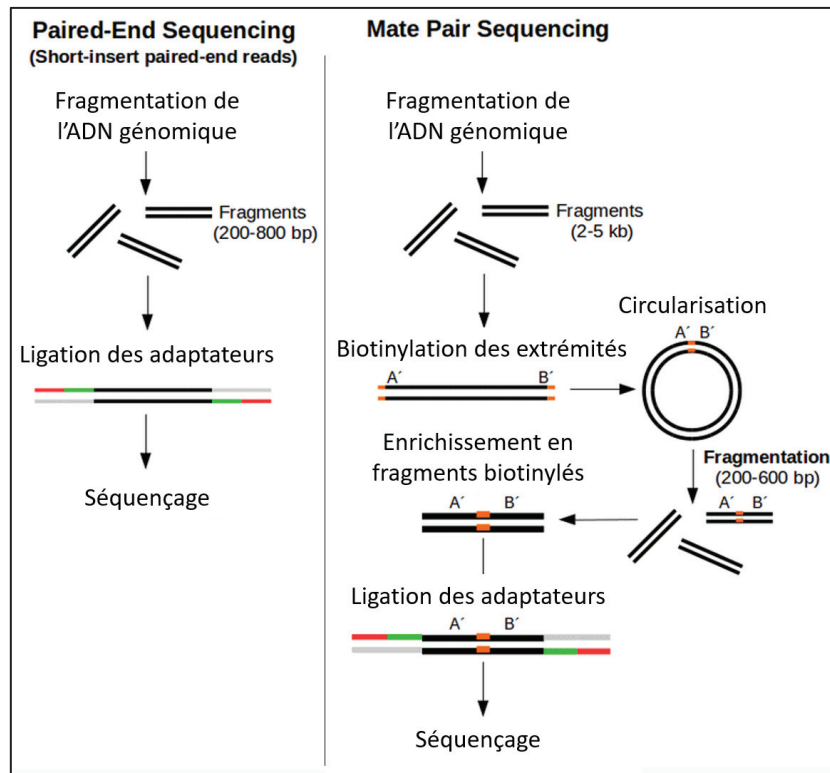 Paired-End Sequencing
(Short-insert paired-end reads)
Fragmentation de
l'ADN génomique
Fragments
(200-800 bp)
Ligation des adaptateurs
Séquençage
Mate Pair Sequencing
Fragmentation de
l'ADN génomique
Fragments
(2-5 kb)
Biotinylation des extrémités
A´ B´
Circularisation
A´ B´
Fragmentation
(200-600 bp)
A´ B´
Enrichissement en
fragments biotinylés
A´ B´
Ligation des adaptateurs
A´ B´
Séquençage